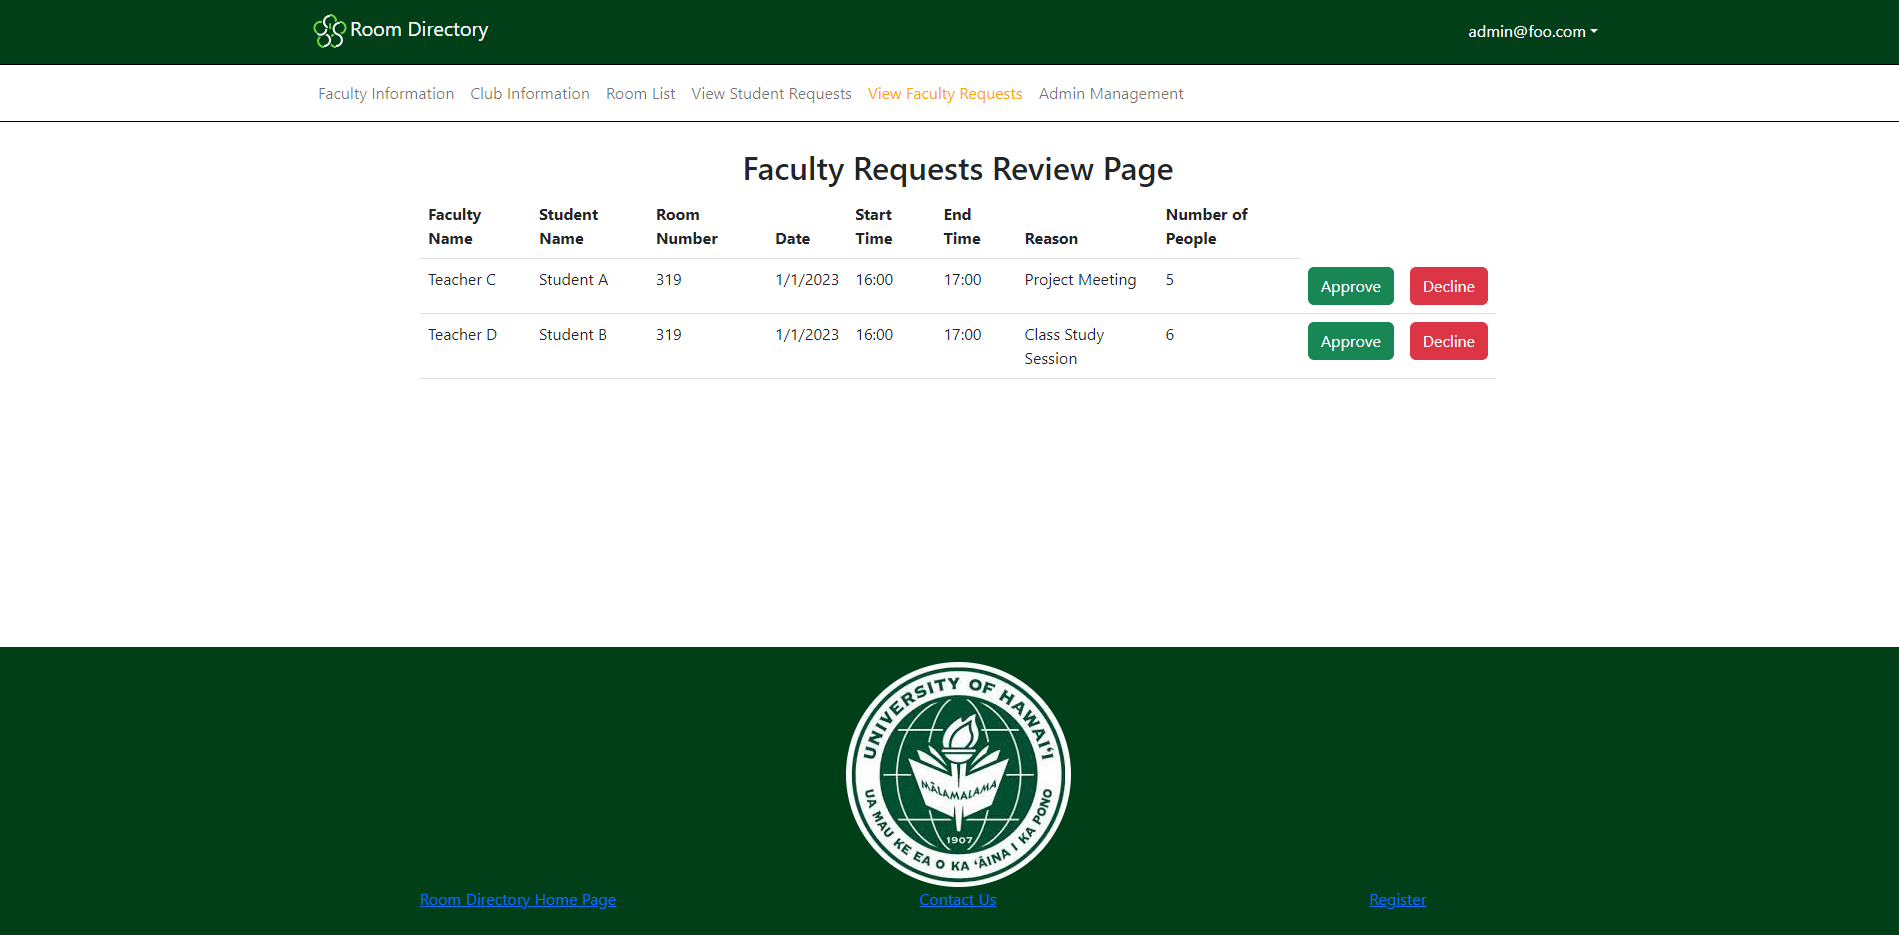 Room Directory
admin@foo.com
Faculty Information Club Information Room List View Student Requests View Faculty Requests Admin Management
Faculty Requests Review Page
Faculty Name Student Name Room Number Date Start Time End Time Reason Number of People
Teacher C Student A 319 1/1/2023 16:00 17:00 Project Meeting 5 Approve Decline
Teacher D Student B 319 1/1/2023 16:00 17:00 Class Study Session 6 Approve Decline
UNIVERSITY OF HAWAIʻI
MĀLAMALAMA
1907
UA MAU KE EA O KA ʻĀINA I KA PONO
Room Directory Home Page Contact Us Register